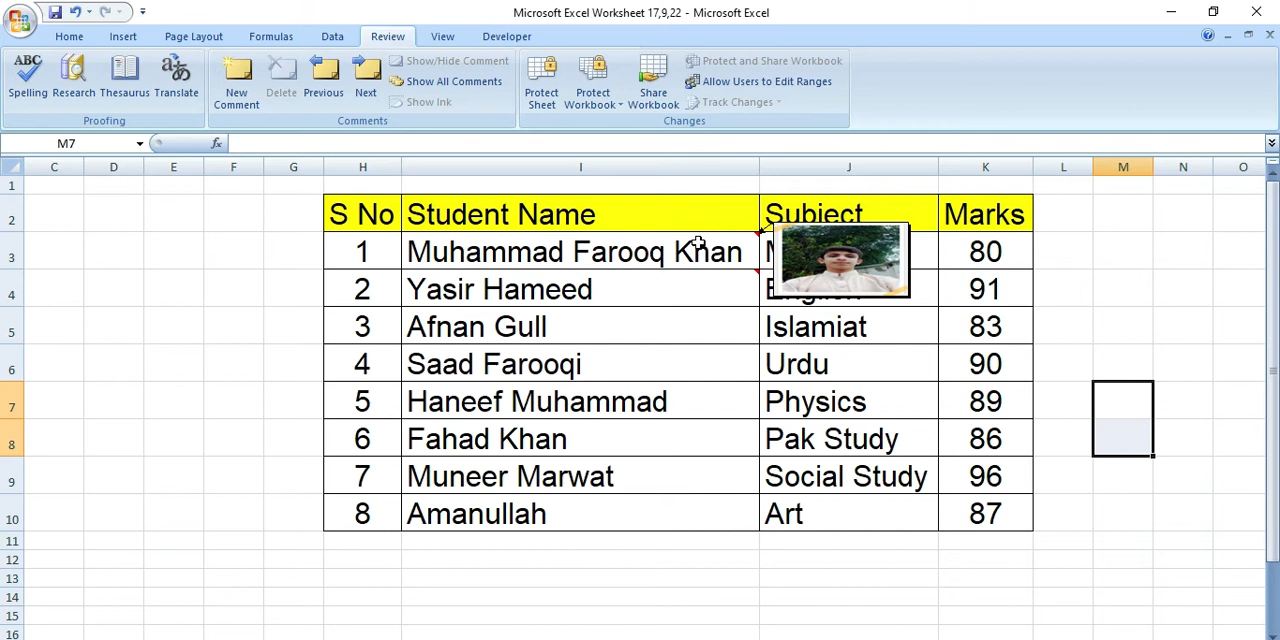 Microsoft Excel Worksheet 17,9,22 - Microsoft Excel
Home Insert Page Layout Formulas Data Review View Developer
ABC Spelling
Research
Thesaurus
Translate
Proofing
New Comment
Delete
Previous
Next
Show/Hide Comment
Show All Comments
Show Ink
Comments
Protect Sheet
Protect Workbook
Share Workbook
Protect and Share Workbook
Allow Users to Edit Ranges
Track Changes
Changes
M7 fx
C D E F G H I J K L M N O
1
2 S No Student Name Subject Marks
3 1 Muhammad Farooq Khan 80
4 2 Yasir Hameed English 91
5 3 Afnan Gull Islamiat 83
6 4 Saad Farooqi Urdu 90
7 5 Haneef Muhammad Physics 89
8 6 Fahad Khan Pak Study 86
9 7 Muneer Marwat Social Study 96
10 8 Amanullah Art 87
11
12
13
14
15
16